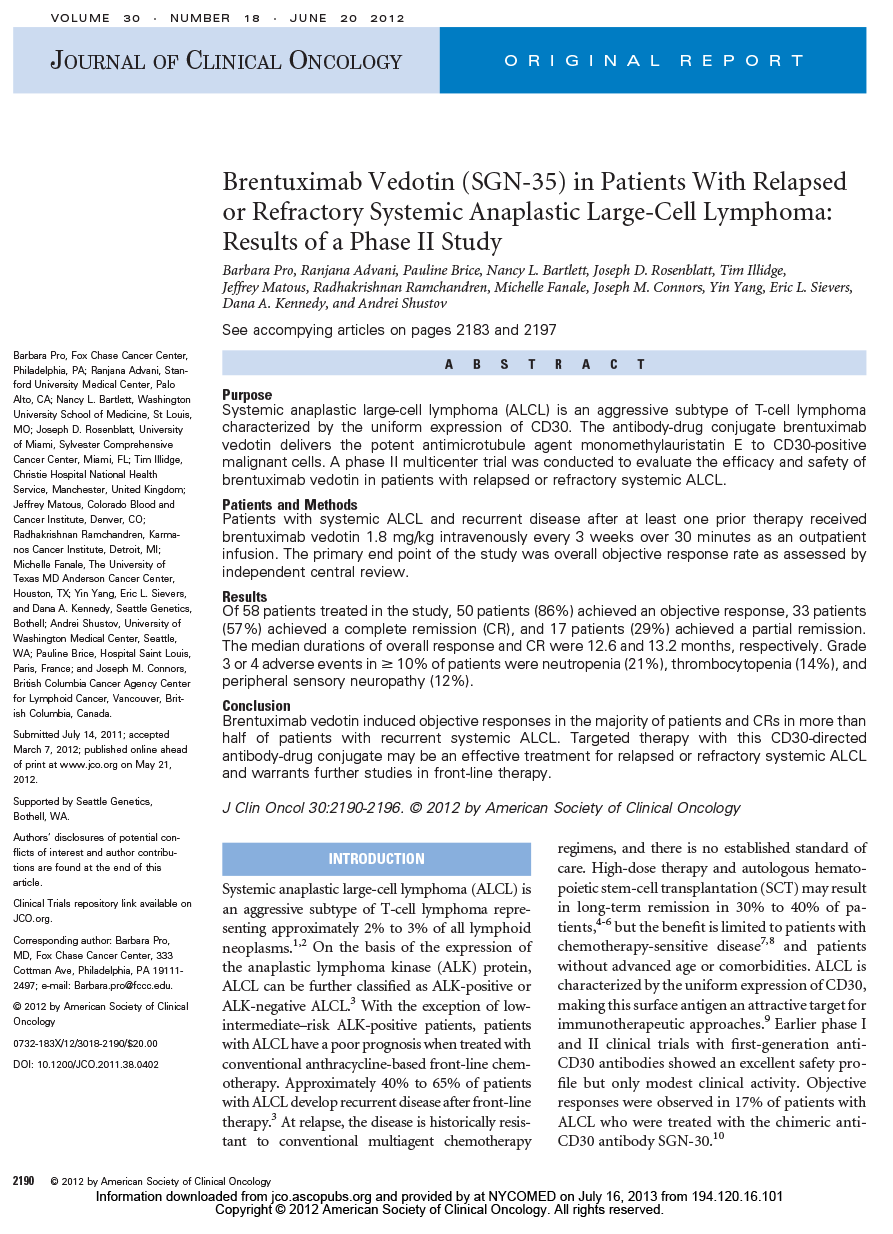 VOLUME 30 · NUMBER 18 · JUNE 20 2012
JOURNAL OF CLINICAL ONCOLOGY
ORIGINAL REPORT
Brentuximab Vedotin (SGN-35) in Patients With Relapsed
or Refractory Systemic Anaplastic Large-Cell Lymphoma:
Results of a Phase II Study
Barbara Pro, Ranjana Advani, Pauline Brice, Nancy L. Bartlett, Joseph D. Rosenblatt, Tim Illidge,
Jeffrey Matous, Radhakrishnan Ramchandren, Michelle Fanale, Joseph M. Connors, Yin Yang, Eric L. Sievers,
Dana A. Kennedy, and Andrei Shustov
See accompying articles on pages 2183 and 2197
Barbara Pro, Fox Chase Cancer Center,
Philadelphia, PA; Ranjana Advani, Stan-
ford University Medical Center, Palo
Alto, CA; Nancy L. Bartlett, Washington
University School of Medicine, St Louis,
MO; Joseph D. Rosenblatt, University
of Miami, Sylvester Comprehensive
Cancer Center, Miami, FL; Tim Illidge,
Christie Hospital National Health
Service, Manchester, United Kingdom;
Jeffrey Matous, Colorado Blood and
Cancer Institute, Denver, CO;
Radhakrishnan Ramchandren, Karma-
nos Cancer Institute, Detroit, MI;
Michelle Fanale, The University of
Texas MD Anderson Cancer Center,
Houston, TX; Yin Yang, Eric L. Sievers,
and Dana A. Kennedy, Seattle Genetics,
Bothell; Andrei Shustov, University of
Washington Medical Center, Seattle,
WA; Pauline Brice, Hospital Saint Louis,
Paris, France; and Joseph M. Connors,
British Columbia Cancer Agency Center
for Lymphoid Cancer, Vancouver, Brit-
ish Columbia, Canada.
Submitted July 14, 2011; accepted
March 7, 2012; published online ahead
of print at www.jco.org on May 21,
2012.
Supported by Seattle Genetics,
Bothell, WA.
Authors' disclosures of potential con-
flicts of interest and author contribu-
tions are found at the end of this
article.
Clinical Trials repository link available on
JCO.org.
Corresponding author: Barbara Pro,
MD, Fox Chase Cancer Center, 333
Cottman Ave, Philadelphia, PA 19111-
2497; e-mail: Barbara.pro@fccc.edu.
© 2012 by American Society of Clinical
Oncology
0732-183X/12/3018-2190/$20.00
DOI: 10.1200/JCO.2011.38.0402
ABSTRACT
Purpose
Systemic anaplastic large-cell lymphoma (ALCL) is an aggressive subtype of T-cell lymphoma
characterized by the uniform expression of CD30. The antibody-drug conjugate brentuximab
vedotin delivers the potent antimicrotubule agent monomethylauristatin E to CD30-positive
malignant cells. A phase II multicenter trial was conducted to evaluate the efficacy and safety of
brentuximab vedotin in patients with relapsed or refractory systemic ALCL.
Patients and Methods
Patients with systemic ALCL and recurrent disease after at least one prior therapy received
brentuximab vedotin 1.8 mg/kg intravenously every 3 weeks over 30 minutes as an outpatient
infusion. The primary end point of the study was overall objective response rate as assessed by
independent central review.
Results
Of 58 patients treated in the study, 50 patients (86%) achieved an objective response, 33 patients
(57%) achieved a complete remission (CR), and 17 patients (29%) achieved a partial remission.
The median durations of overall response and CR were 12.6 and 13.2 months, respectively. Grade
3 or 4 adverse events in ≥ 10% of patients were neutropenia (21%), thrombocytopenia (14%), and
peripheral sensory neuropathy (12%).
Conclusion
Brentuximab vedotin induced objective responses in the majority of patients and CRs in more than
half of patients with recurrent systemic ALCL. Targeted therapy with this CD30-directed
antibody-drug conjugate may be an effective treatment for relapsed or refractory systemic ALCL
and warrants further studies in front-line therapy.
J Clin Oncol 30:2190-2196. © 2012 by American Society of Clinical Oncology
INTRODUCTION
Systemic anaplastic large-cell lymphoma (ALCL) is
an aggressive subtype of T-cell lymphoma repre-
senting approximately 2% to 3% of all lymphoid
neoplasms.1,2 On the basis of the expression of
the anaplastic lymphoma kinase (ALK) protein,
ALCL can be further classified as ALK-positive or
ALK-negative ALCL.3 With the exception of low-
intermediate–risk ALK-positive patients, patients
with ALCL have a poor prognosis when treated with
conventional anthracycline-based front-line chem-
otherapy. Approximately 40% to 65% of patients
with ALCL develop recurrent disease after front-line
therapy.3 At relapse, the disease is historically resis-
tant to conventional multiagent chemotherapy
regimens, and there is no established standard of
care. High-dose therapy and autologous hemato-
poietic stem-cell transplantation (SCT) may result
in long-term remission in 30% to 40% of pa-
tients,4-6 but the benefit is limited to patients with
chemotherapy-sensitive disease7,8 and patients
without advanced age or comorbidities. ALCL is
characterized by the uniform expression of CD30,
making this surface antigen an attractive target for
immunotherapeutic approaches.9 Earlier phase I
and II clinical trials with first-generation anti-
CD30 antibodies showed an excellent safety pro-
file but only modest clinical activity. Objective
responses were observed in 17% of patients with
ALCL who were treated with the chimeric anti-
CD30 antibody SGN-30.10
2190 © 2012 by American Society of Clinical Oncology
Information downloaded from jco.ascopubs.org and provided by at NYCOMED on July 16, 2013 from 194.120.16.101
Copyright © 2012 American Society of Clinical Oncology. All rights reserved.